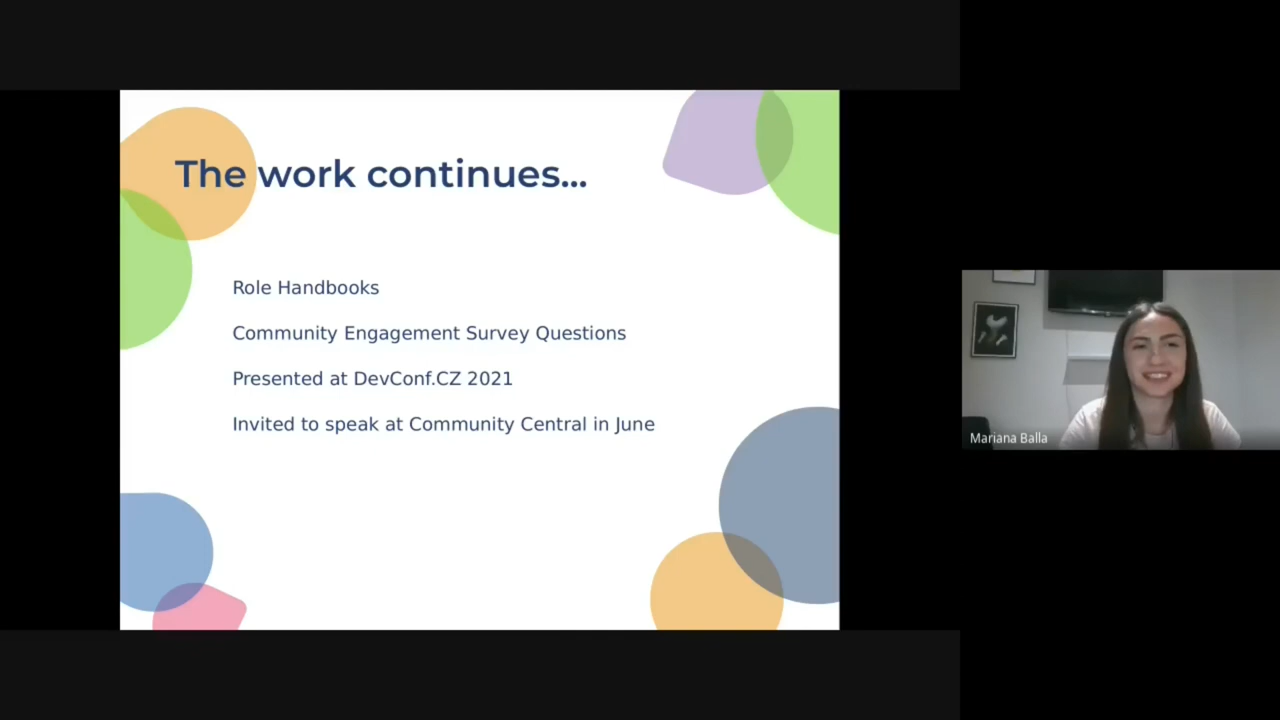 The work continues...
Role Handbooks
Community Engagement Survey Questions
Presented at DevConf.CZ 2021
Invited to speak at Community Central in June
Mariana Balla